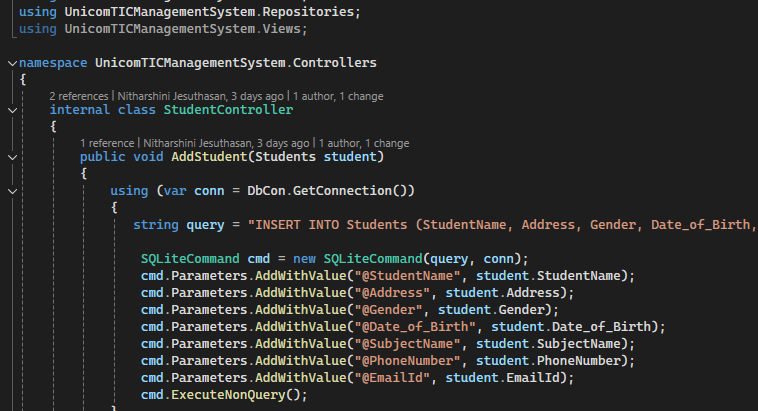 using UnicomTICManagementSystem.Repositories;
using UnicomTICManagementSystem.Views;
namespace UnicomTICManagementSystem.Controllers
{
2 references | Nitharshini Jesuthasan, 3 days ago | 1 author, 1 change
internal class StudentController
{
1 reference | Nitharshini Jesuthasan, 3 days ago | 1 author, 1 change
public void AddStudent(Students student)
{
using (var conn = DbCon.GetConnection())
{
string query = "INSERT INTO Students (StudentName, Address, Gender, Date_of_Birth,
SQLiteCommand cmd = new SQLiteCommand(query, conn);
cmd.Parameters.AddWithValue("@StudentName", student.StudentName);
cmd.Parameters.AddWithValue("@Address", student.Address);
cmd.Parameters.AddWithValue("@Gender", student.Gender);
cmd.Parameters.AddWithValue("@Date_of_Birth", student.Date_of_Birth);
cmd.Parameters.AddWithValue("@SubjectName", student.SubjectName);
cmd.Parameters.AddWithValue("@PhoneNumber", student.PhoneNumber);
cmd.Parameters.AddWithValue("@EmailId", student.EmailId);
cmd.ExecuteNonQuery();